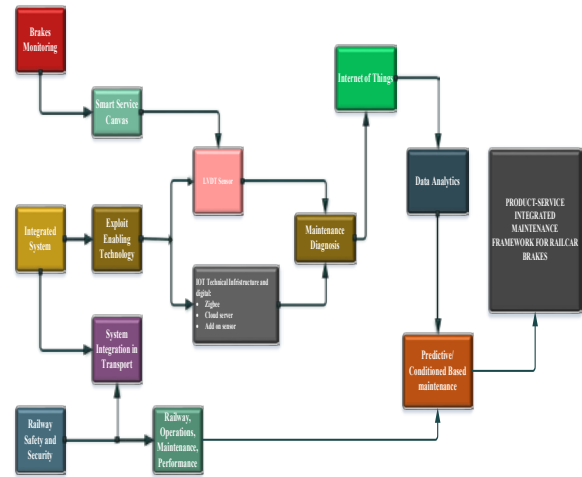 Brakes
Monitoring
Smart Service
Canvas
LVDT Sensor
Internet of Things
Data Analytics
PRODUCT-SERVICE
INTEGRATED
MAINTENANCE
FRAMEWORK FOR RAILCAR
BRAKES
Integrated
System
Exploit
Enabling
Technology
Maintenance
Diagnosis
IOT Technical Infristructure and
digital:
• Zigbee
• Cloud server
• Add on sensor
System
Integration in
Transport
Predictive/
Conditioned Based
maintenance
Railway
Safety and
Security
Railway,
Operations,
Maintenance,
Performance